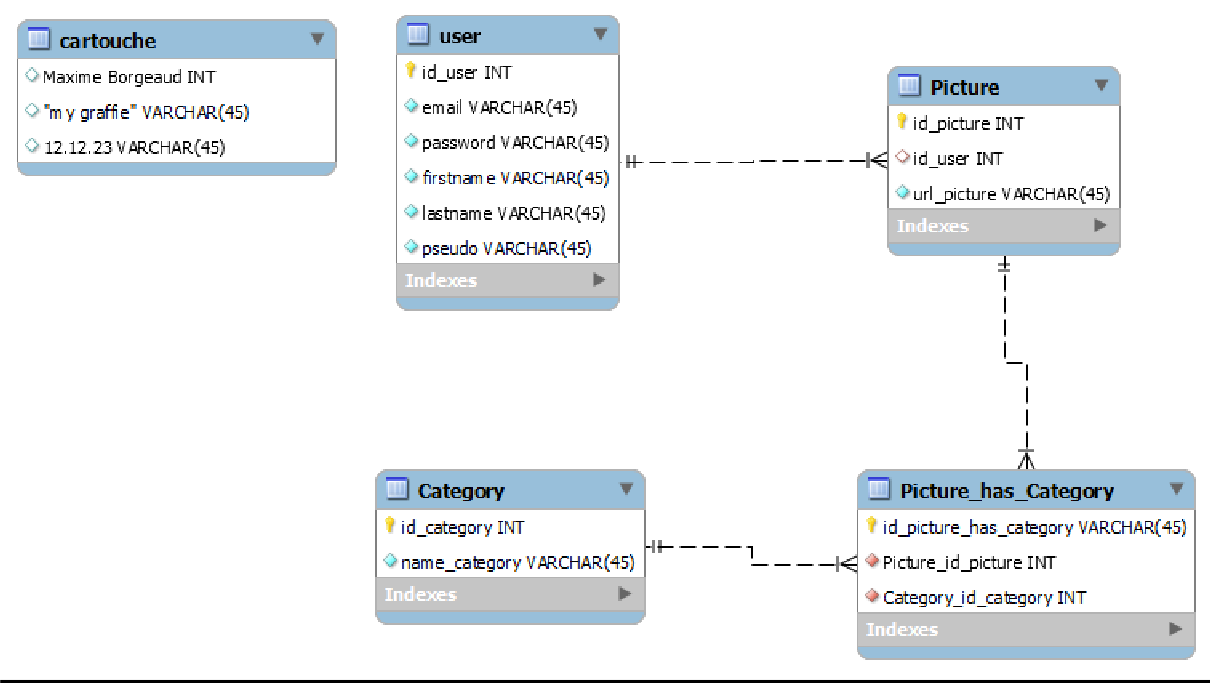 cartouche
Maxime Borgeaud INT
"my graffie" VARCHAR(45)
12.12.23 VARCHAR(45)
user
id_user INT
email VARCHAR(45)
password VARCHAR(45)
firstname VARCHAR(45)
lastname VARCHAR(45)
pseudo VARCHAR(45)
Indexes
Picture
id_picture INT
id_user INT
url_picture VARCHAR(45)
Indexes
Category
id_category INT
name_category VARCHAR(45)
Indexes
Picture_has_Category
id_picture_has_category VARCHAR(45)
Picture_id_picture INT
Category_id_category INT
Indexes